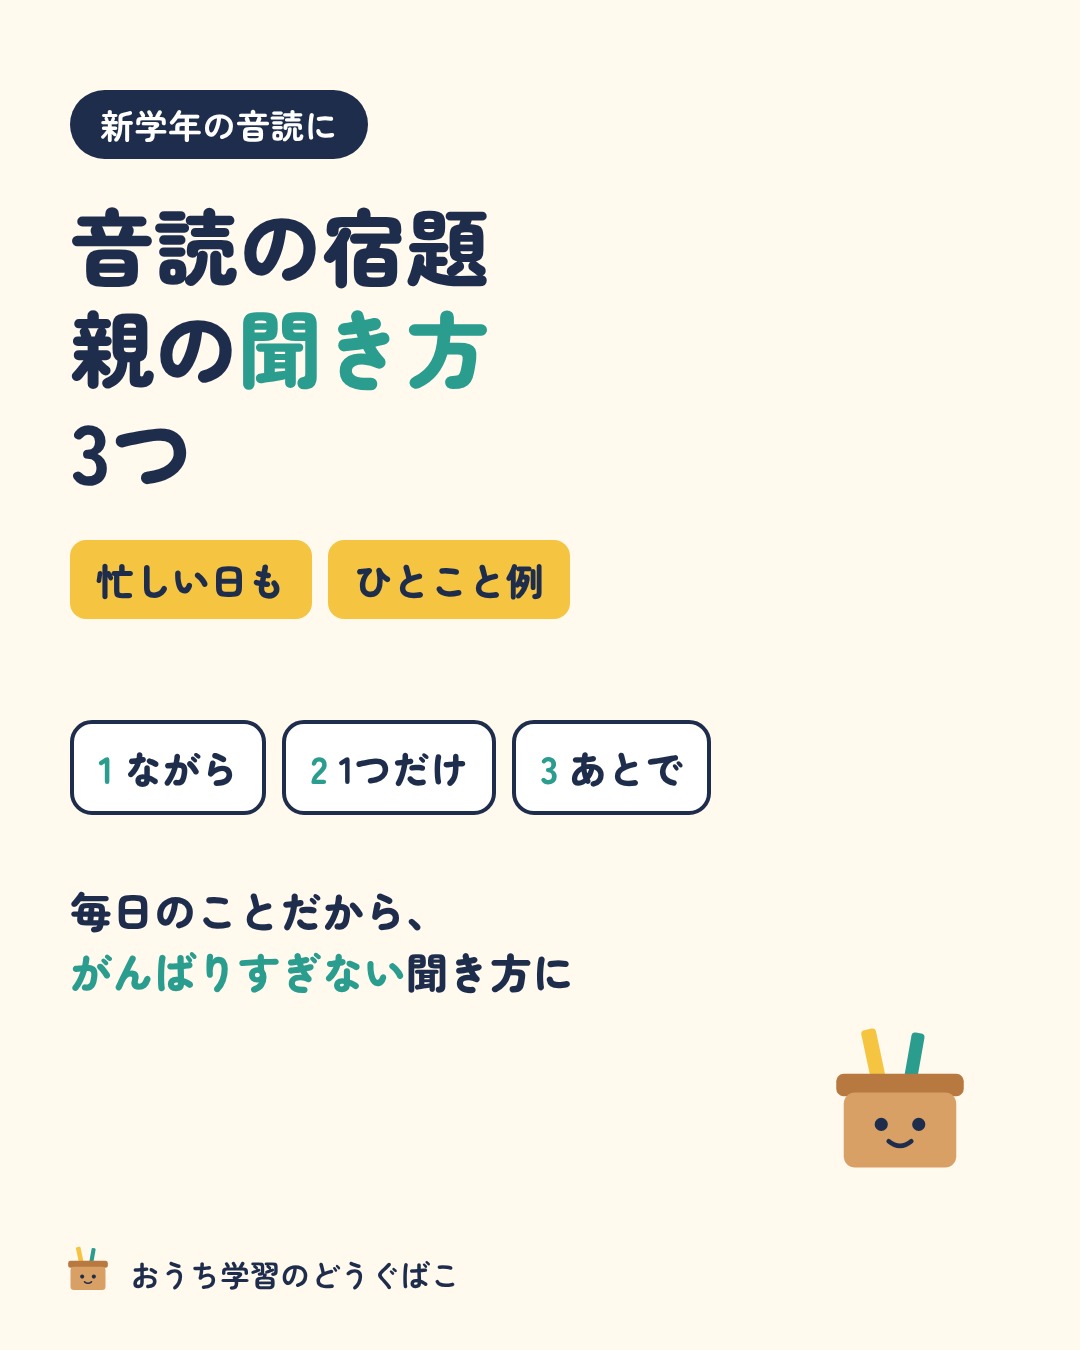 新学年の音読に
音読の宿題
親の聞き方
3つ
忙しい日も ひとこと例
1 ながら 2 1つだけ 3 あとで
毎日のことだから、
がんばりすぎない聞き方に
おうち学習のどうぐばこ